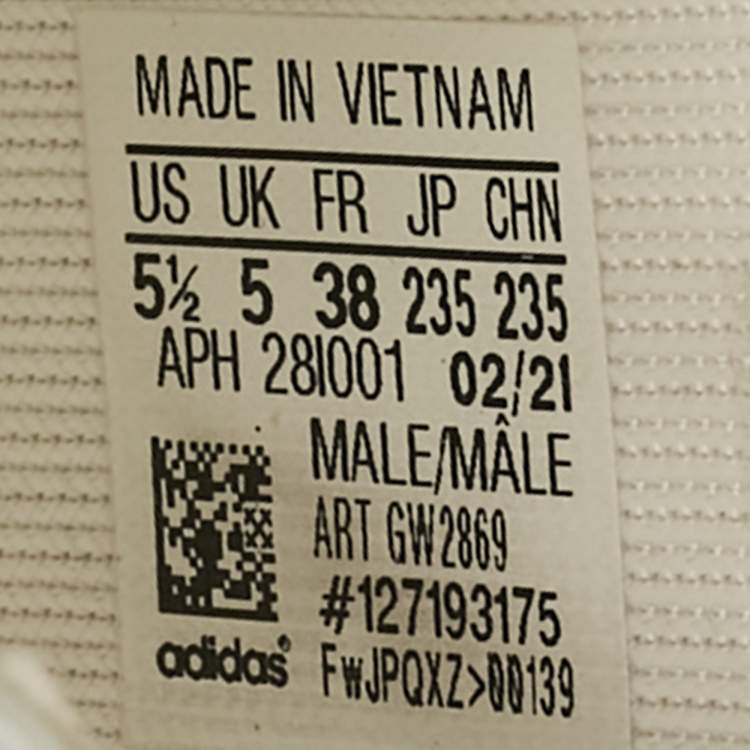 MADE IN VIETNAM
US UK FR JP CHN
5½ 5 38 235 235
APH 28I001 02/21
MALE/MÂLE
ART GW2869
#127193175
adidas® FwJPQXZ>00139